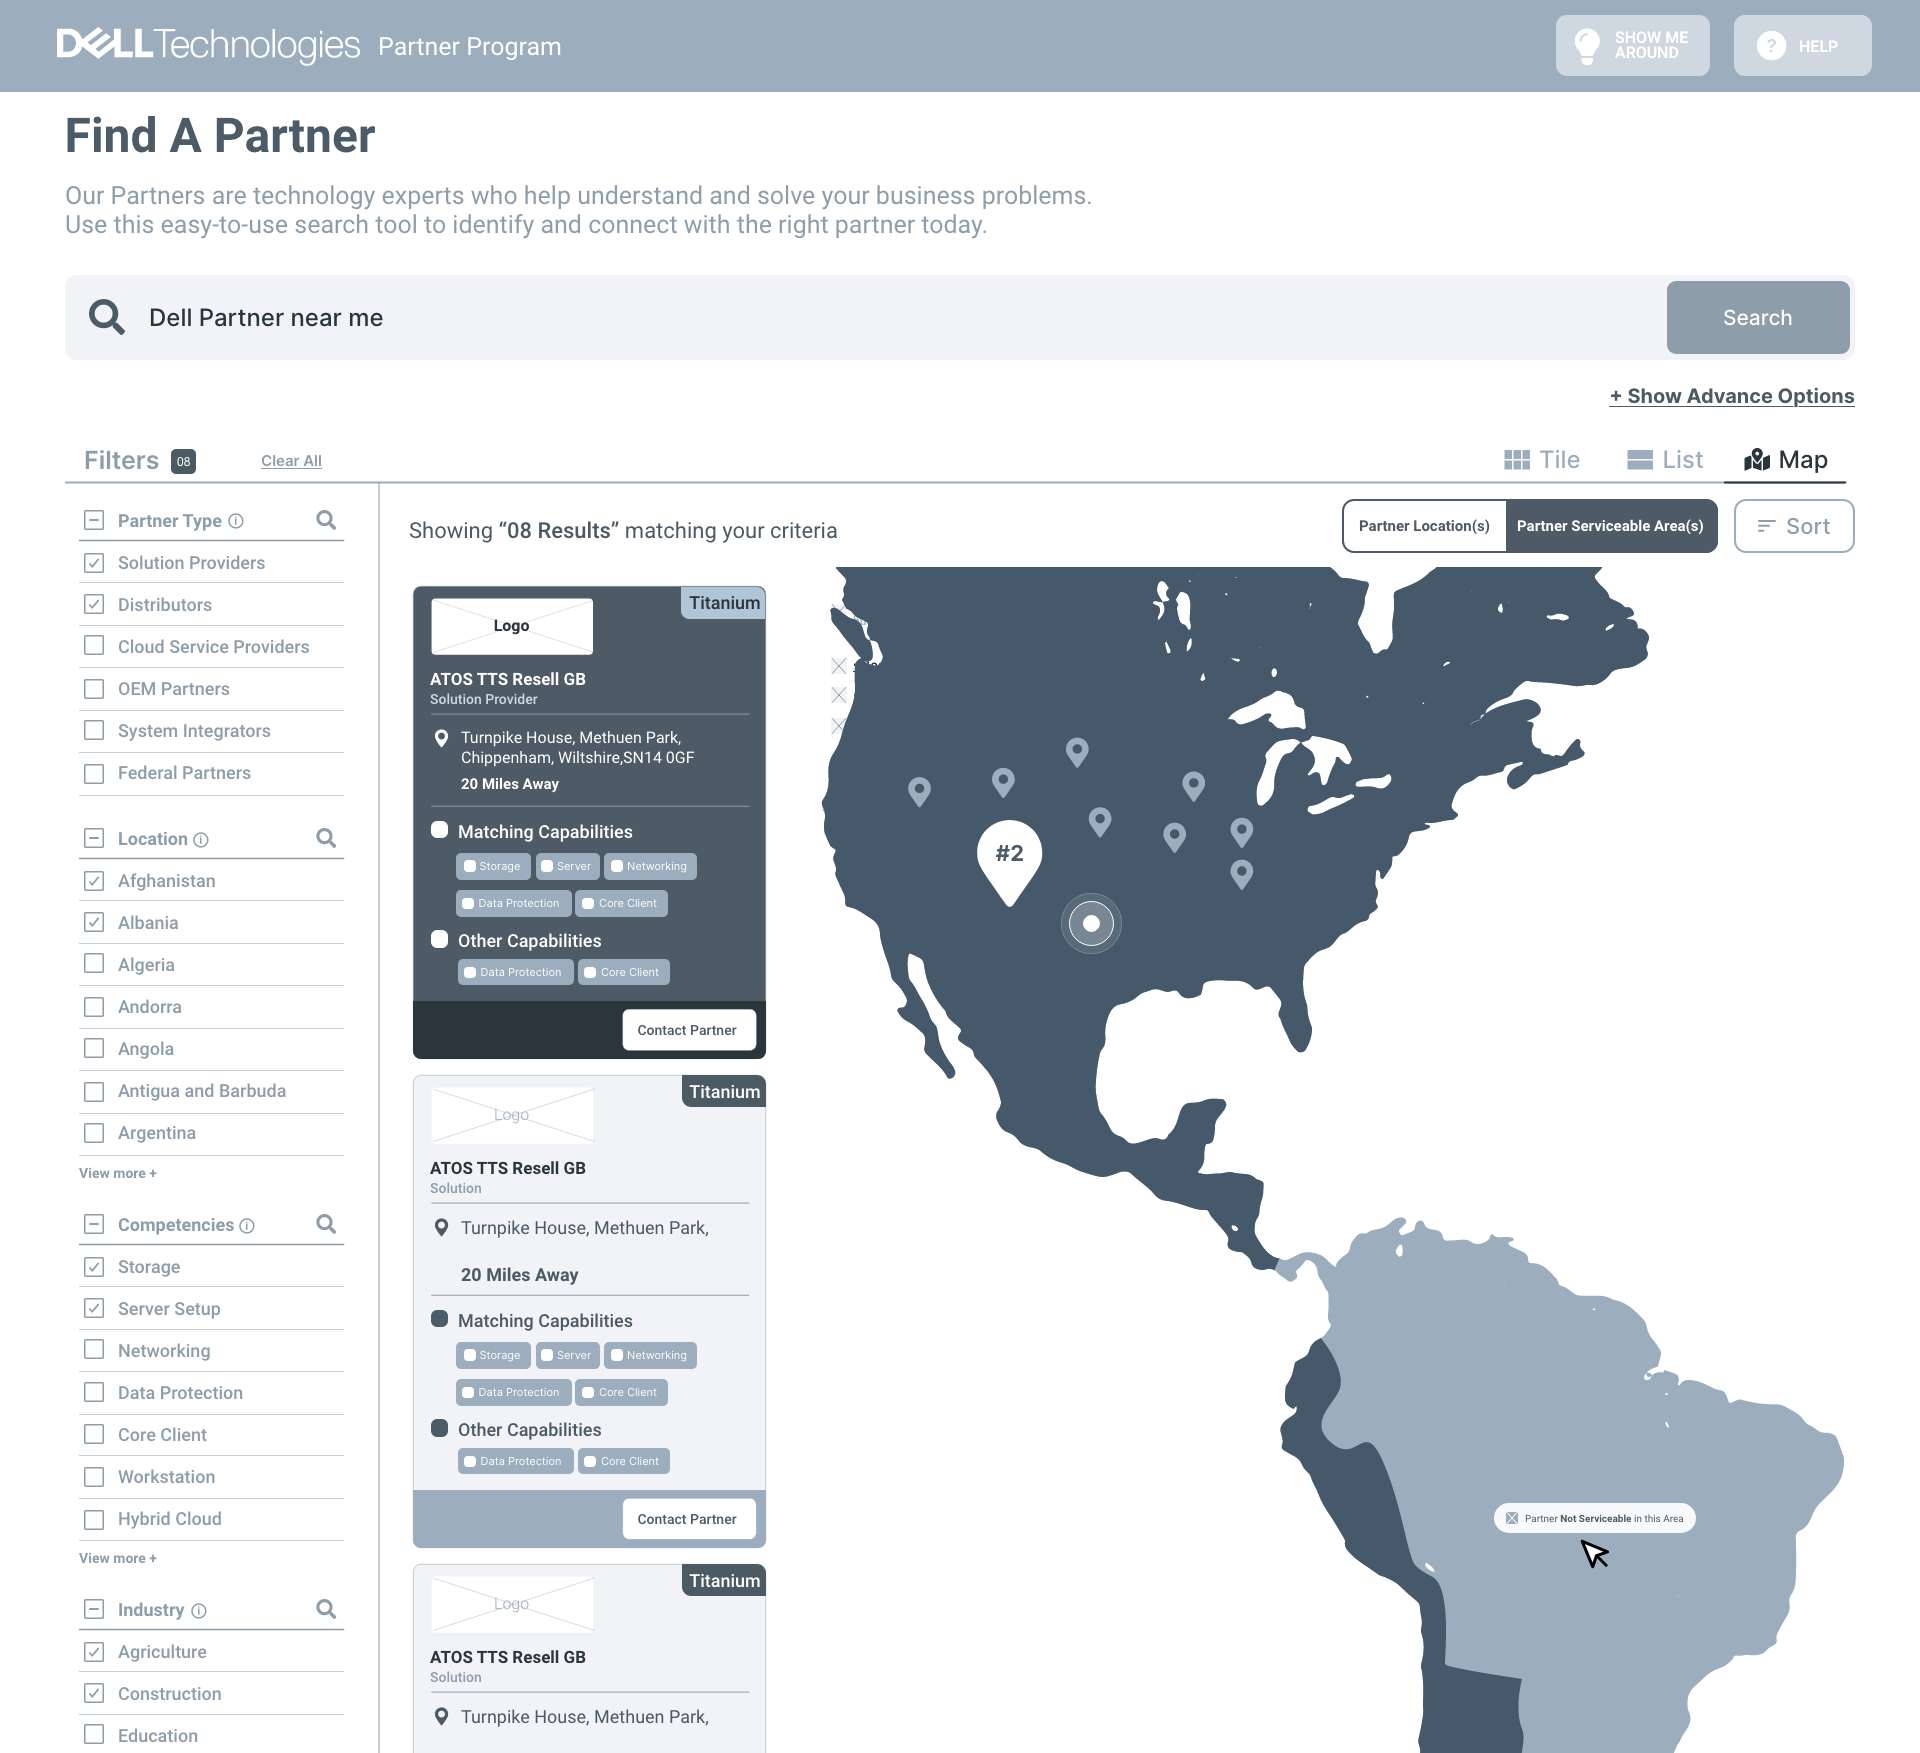 DELLTechnologies Partner Program
SHOW ME
AROUND
? HELP
Find A Partner
Our Partners are technology experts who help understand and solve your business problems.
Use this easy-to-use search tool to identify and connect with the right partner today.
Dell Partner near me
Search
+ Show Advance Options
Filters 08 Clear All
Tile List Map
Partner Type
Solution Providers
Distributors
Cloud Service Providers
OEM Partners
System Integrators
Federal Partners
Location
Afghanistan
Albania
Algeria
Andorra
Angola
Antigua and Barbuda
Argentina
View more +
Competencies
Storage
Server Setup
Networking
Data Protection
Core Client
Workstation
Hybrid Cloud
View more +
Industry
Agriculture
Construction
Education
Showing “08 Results” matching your criteria
Partner Location(s) Partner Serviceable Area(s) Sort
Titanium
Logo
ATOS TTS Resell GB
Solution Provider
Turnpike House, Methuen Park,
Chippenham, Wiltshire,SN14 0GF
20 Miles Away
Matching Capabilities
Storage Server Networking
Data Protection Core Client
Other Capabilities
Data Protection Core Client
Contact Partner
Titanium
Logo
ATOS TTS Resell GB
Solution
Turnpike House, Methuen Park,
20 Miles Away
Matching Capabilities
Storage Server Networking
Data Protection Core Client
Other Capabilities
Data Protection Core Client
Contact Partner
Titanium
Logo
ATOS TTS Resell GB
Solution
Turnpike House, Methuen Park,
#2
Partner Not Serviceable in this Area